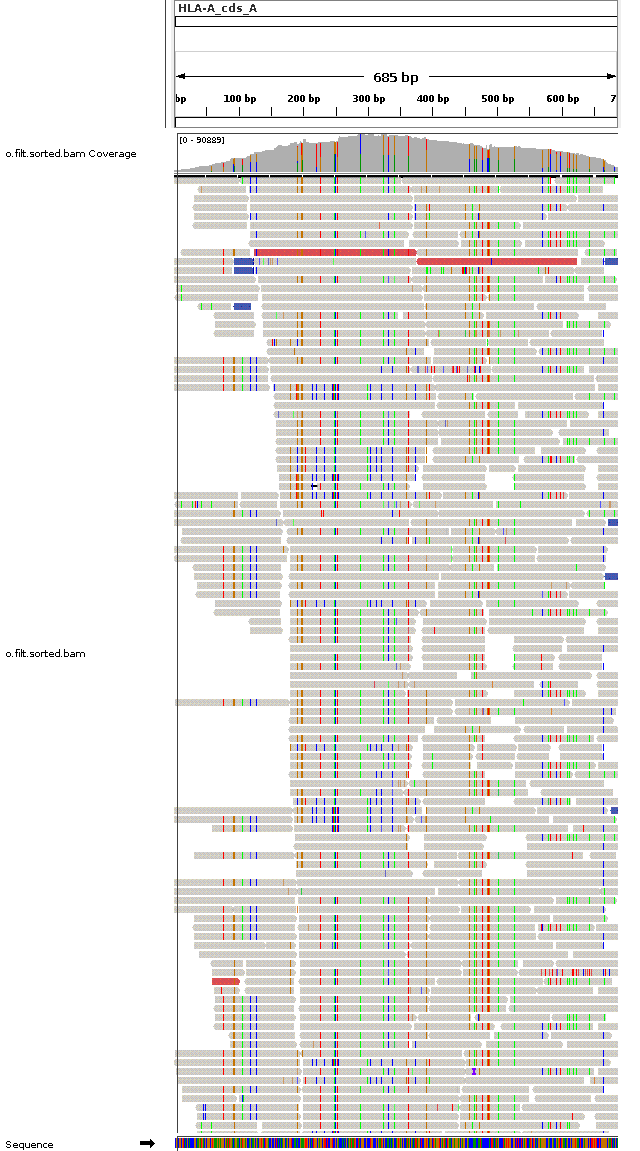 HLA-A_cds_A
685 bp
bp 100 bp 200 bp 300 bp 400 bp 500 bp 600 bp 7
[0 - 90889]
o.filt.sorted.bam Coverage
o.filt.sorted.bam
Sequence